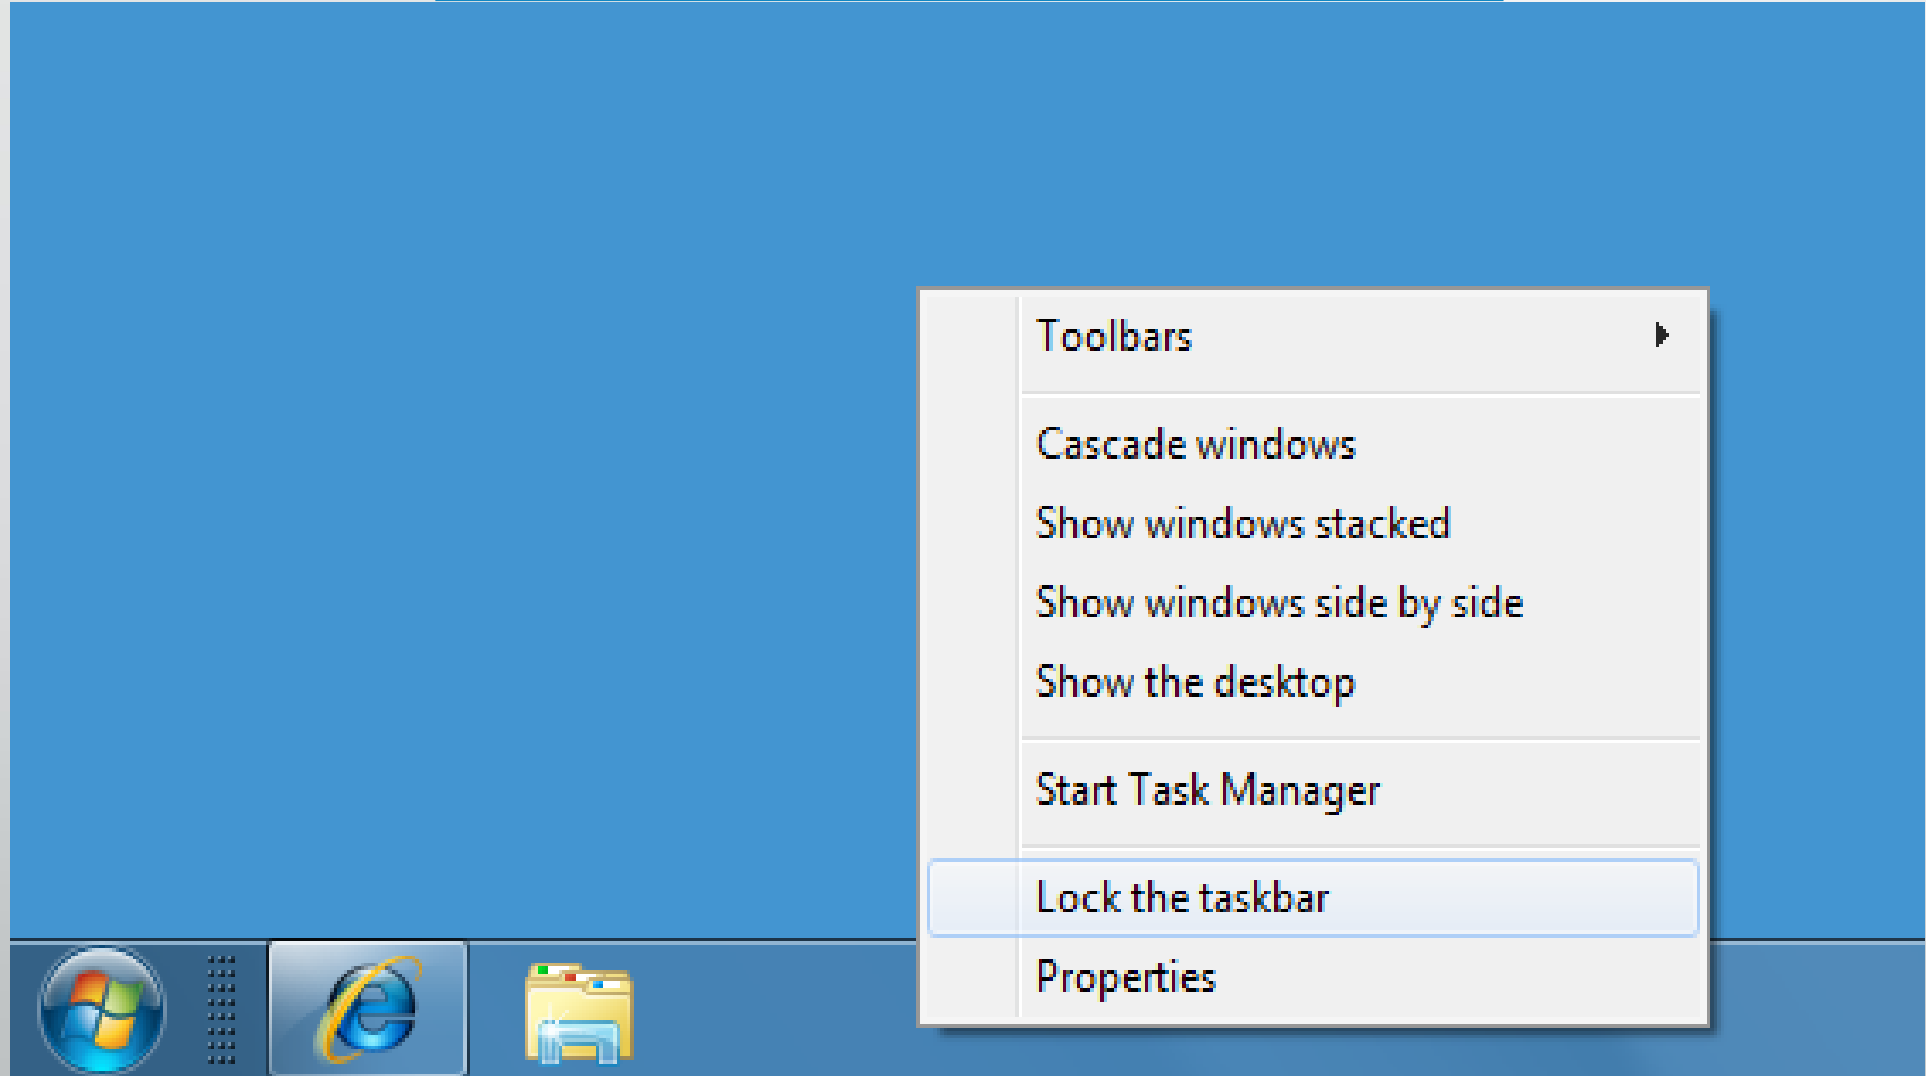 Toolbars
Cascade windows
Show windows stacked
Show windows side by side
Show the desktop
Start Task Manager
Lock the taskbar
Properties